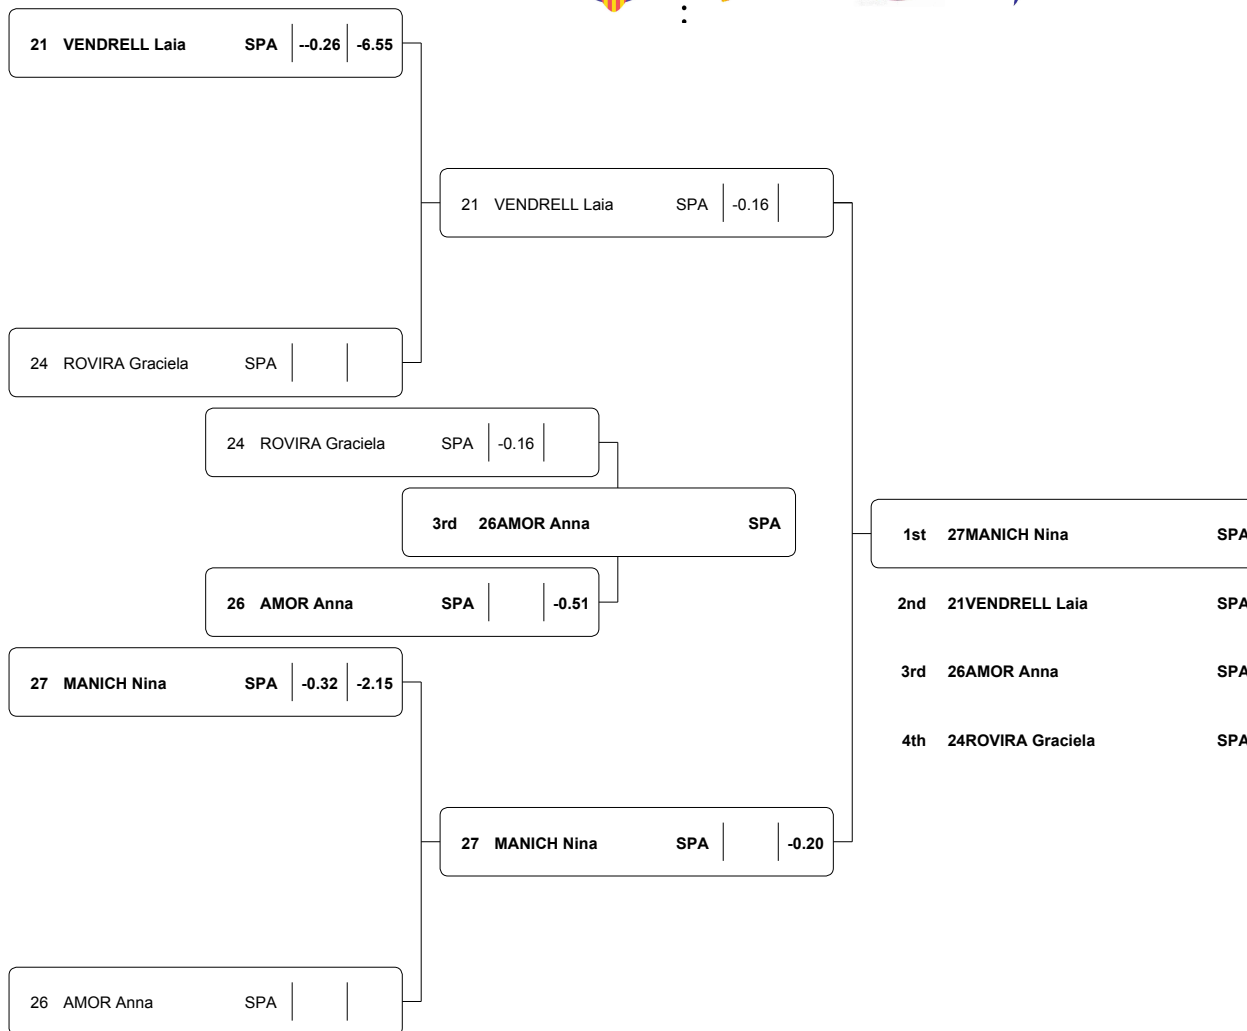 21 VENDRELL Laia SPA --0.26 -6.55
21 VENDRELL Laia SPA -0.16
24 ROVIRA Graciela SPA
24 ROVIRA Graciela SPA -0.16
3rd 26AMOR Anna SPA
1st 27MANICH Nina SPA
26 AMOR Anna SPA -0.51
2nd 21VENDRELL Laia SPA
27 MANICH Nina SPA -0.32 -2.15
3rd 26AMOR Anna SPA
4th 24ROVIRA Graciela SPA
27 MANICH Nina SPA -0.20
26 AMOR Anna SPA